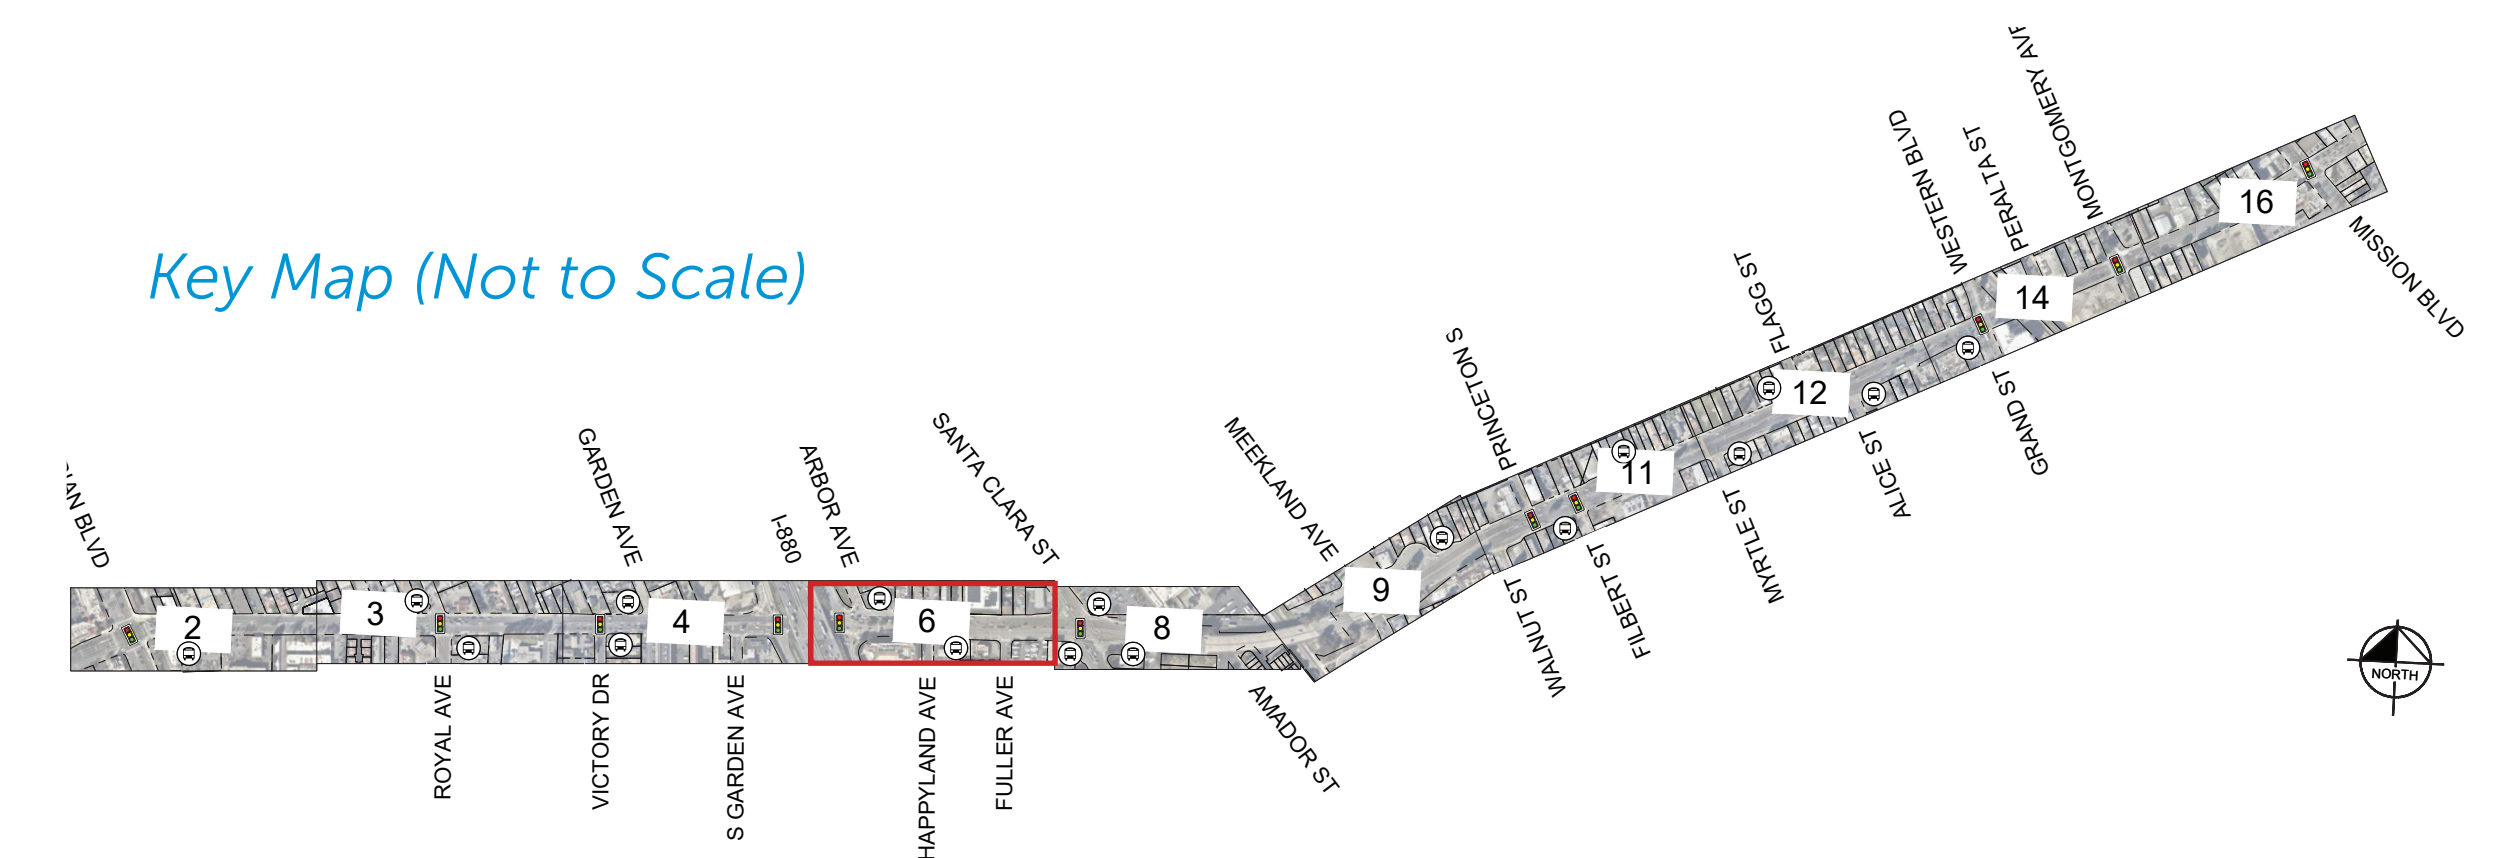 Key Map (Not to Scale)
GARDEN AVE
I-880
ARBOR AVE
SANTA CLARA ST
MEEKLAND AVE
PRINCETON S
FLAGG ST
WESTERN BLVD
PERALTA ST
MONTGOMERY AVE
2
3
4
6
8
9
11
12
14
16
ROYAL AVE
VICTORY DR
S GARDEN AVE
HAPPYLAND AVE
FULLER AVE
AMADOR ST
WALNUT ST
FILBERT ST
MYRTLE ST
ALICE ST
GRAND ST
MISSION BLVD
BLVD
NORTH